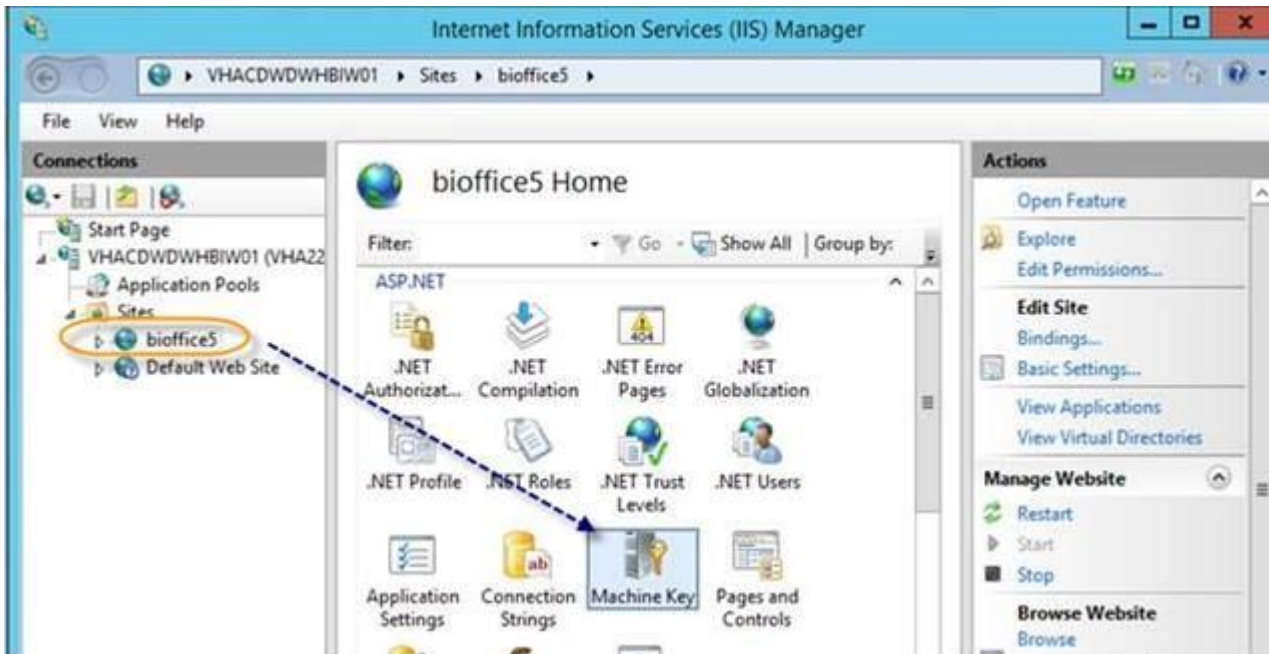 Internet Information Services (IIS) Manager
VHACDWDWHBIW01 Sites bioffice5
File View Help
Connections
Start Page
VHACDWDWHBIW01 (VHA22
Application Pools
Sites
bioffice5
Default Web Site
bioffice5 Home
Filter: Go Show All Group by:
ASP.NET
.NET Authorizat...
.NET Compilation
404
.NET Error Pages
.NET Globalization
.NET Profile
.NET Roles
.NET Trust Levels
.NET Users
Application Settings
ab
Connection Strings
Machine Key
Pages and Controls
Actions
Open Feature
Explore
Edit Permissions...
Edit Site
Bindings...
Basic Settings...
View Applications
View Virtual Directories
Manage Website
Restart
Start
Stop
Browse Website
Browse